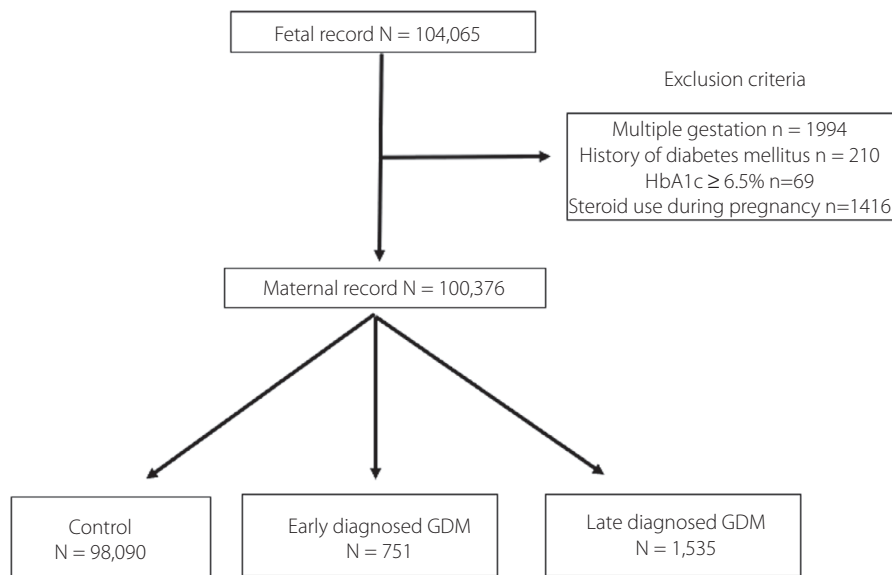 Fetal record N = 104,065
Exclusion criteria
Multiple gestation n = 1994
History of diabetes mellitus n = 210
HbA1c ≥ 6.5% n=69
Steroid use during pregnancy n=1416
Maternal record N = 100,376
Control
N = 98,090
Early diagnosed GDM
N = 751
Late diagnosed GDM
N = 1,535